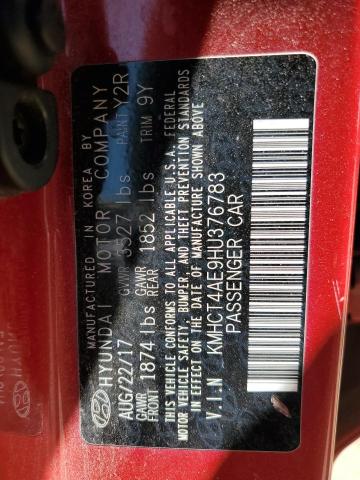 MANUFACTURED IN KOREA BY
HYUNDAI MOTOR COMPANY
AUG/22/17 GVWR 3527 lbs PAINT Y2R
GAWR FRONT 1874 lbs GAWR REAR 1852 lbs TRIM 9Y
THIS VEHICLE CONFORMS TO ALL APPLICABLE U.S.A. FEDERAL
MOTOR VEHICLE SAFETY, BUMPER, AND THEFT PREVENTION STANDARDS
IN EFFECT ON THE DATE OF MANUFACTURE SHOWN ABOVE
V.I.N KMHCT4AE9HU376783
PASSENGER CAR